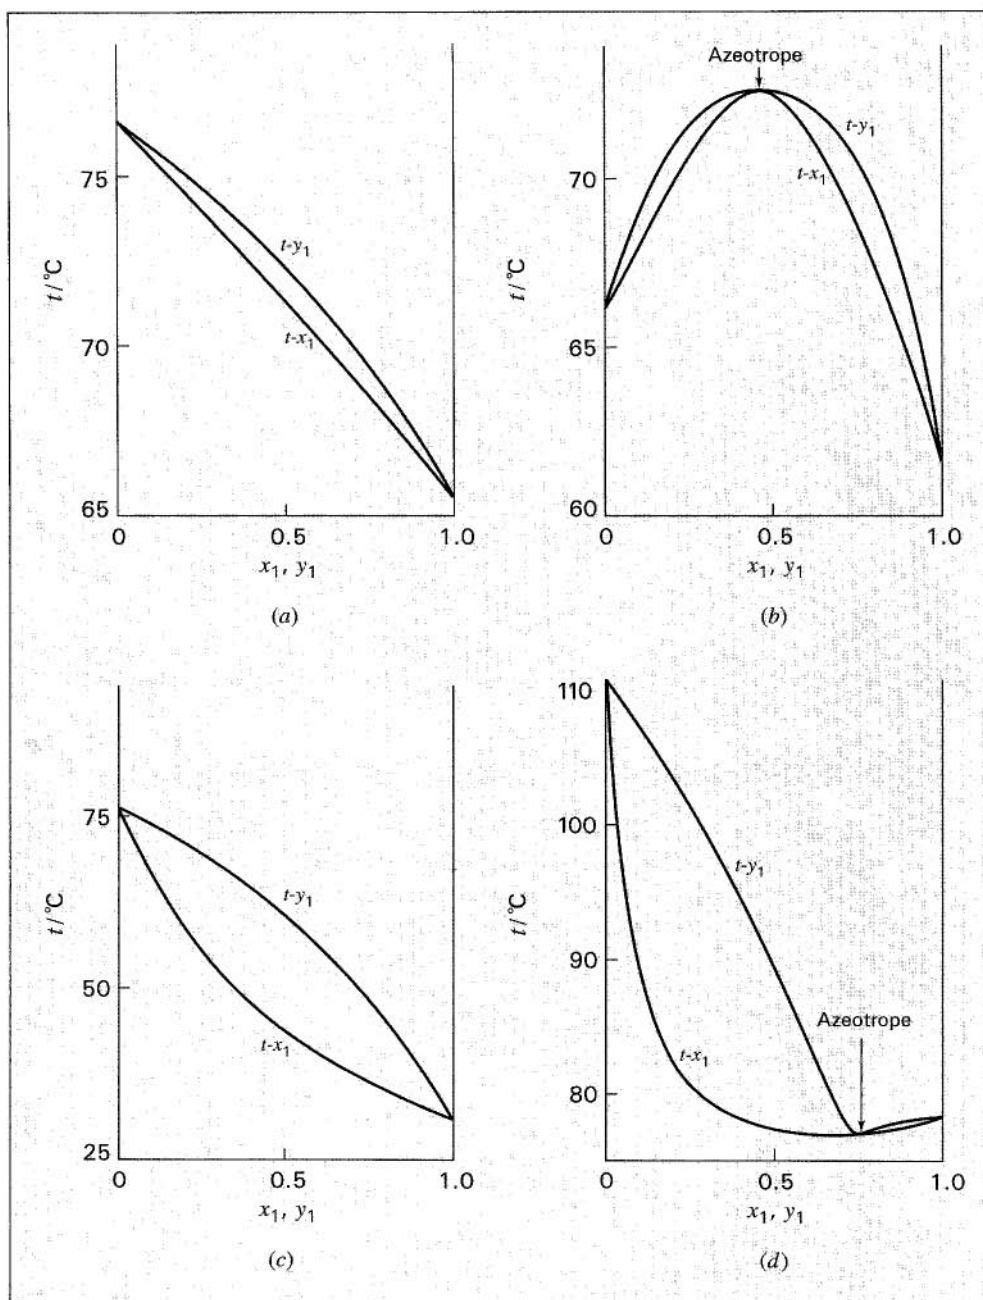 Azeotrope
t-y₁
t-x₁
75
70
65
t/°C
0 0.5 1.0
x₁, y₁
(a)
t-y₁
t-x₁
70
65
60
t/°C
0 0.5 1.0
x₁, y₁
(b)
75
50
25
t/°C
t-y₁
t-x₁
0 0.5 1.0
x₁, y₁
(c)
110
100
90
80
t/°C
t-y₁
t-x₁
Azeotrope
0 0.5 1.0
x₁, y₁
(d)